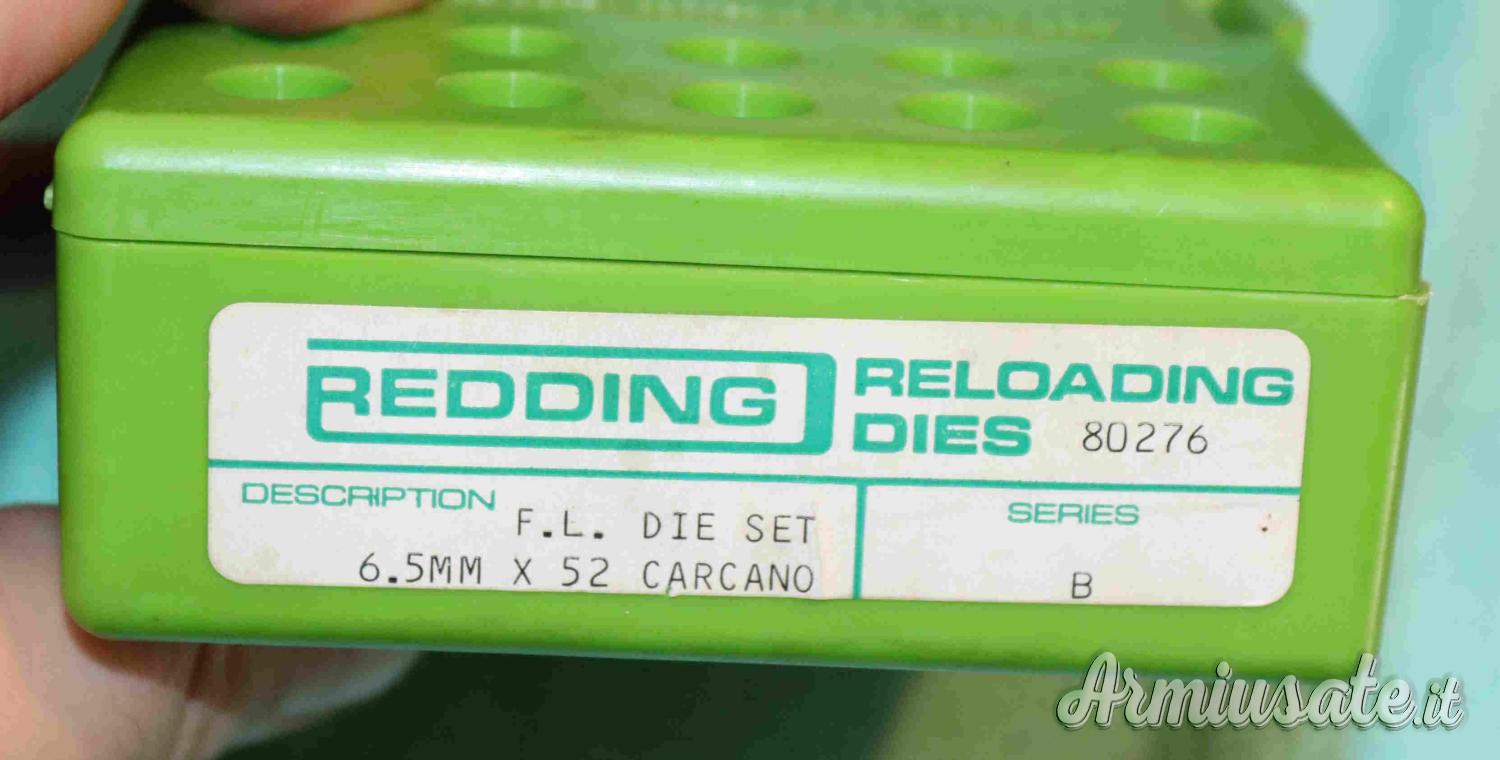 REDDING
RELOADING
DIES 80276
DESCRIPTION
F.L. DIE SET
6.5MM X 52 CARCANO
SERIES
B
Armiusate.it